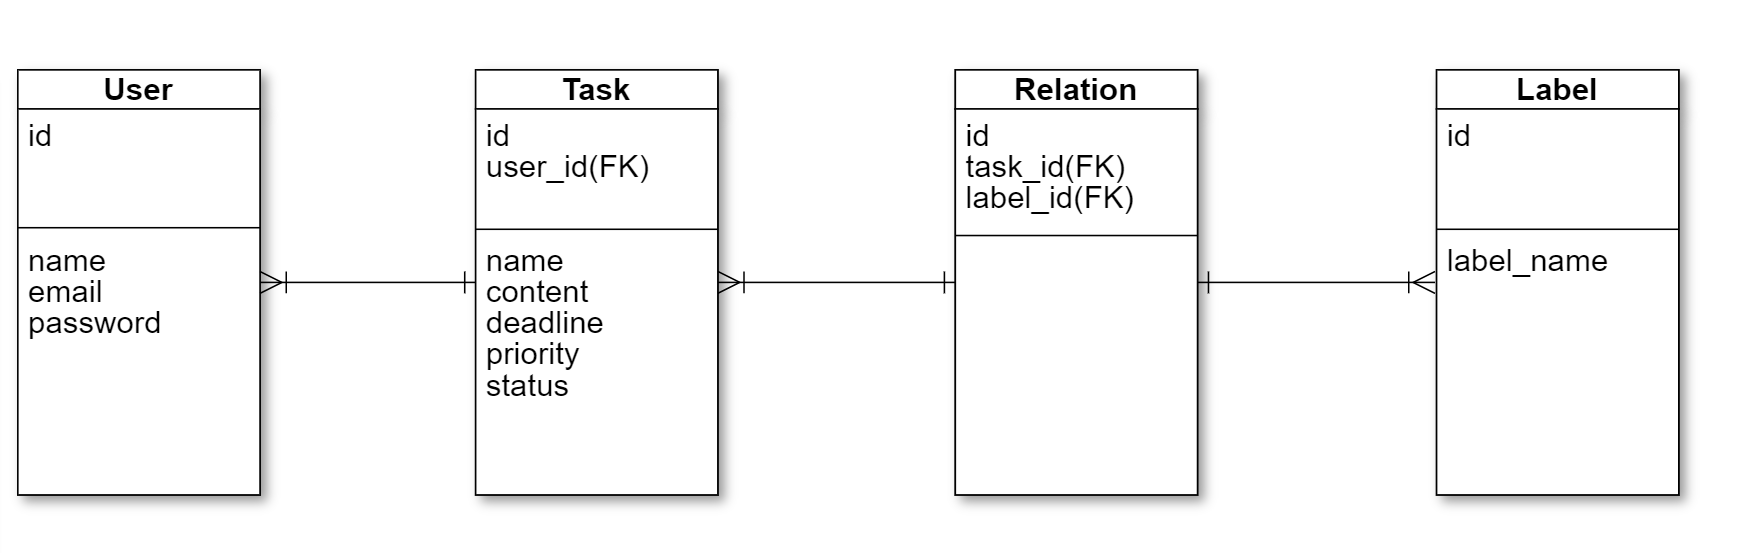 User
id
name
email
password
Task
id
user_id(FK)
name
content
deadline
priority
status
Relation
id
task_id(FK)
label_id(FK)
Label
id
label_name